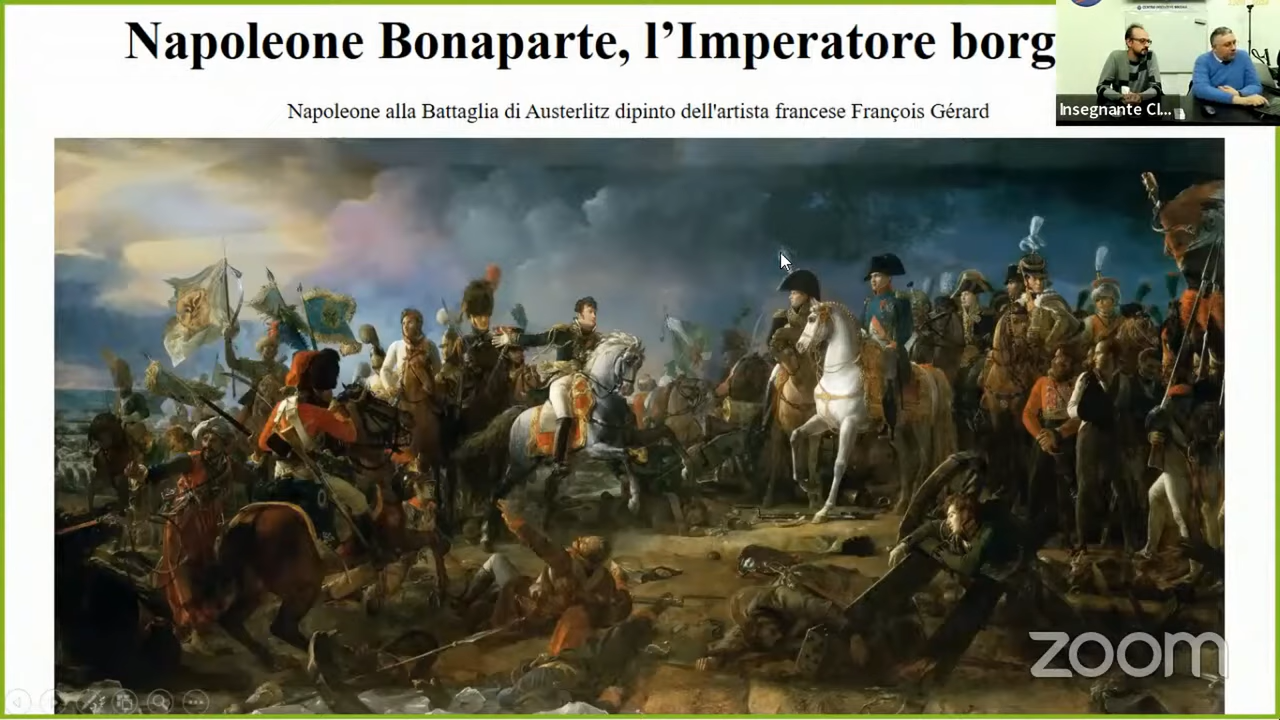 Napoleone Bonaparte, l’Imperatore borg
Napoleone alla Battaglia di Austerlitz dipinto dell'artista francese François Gérard
Insegnante Cl...
zoom